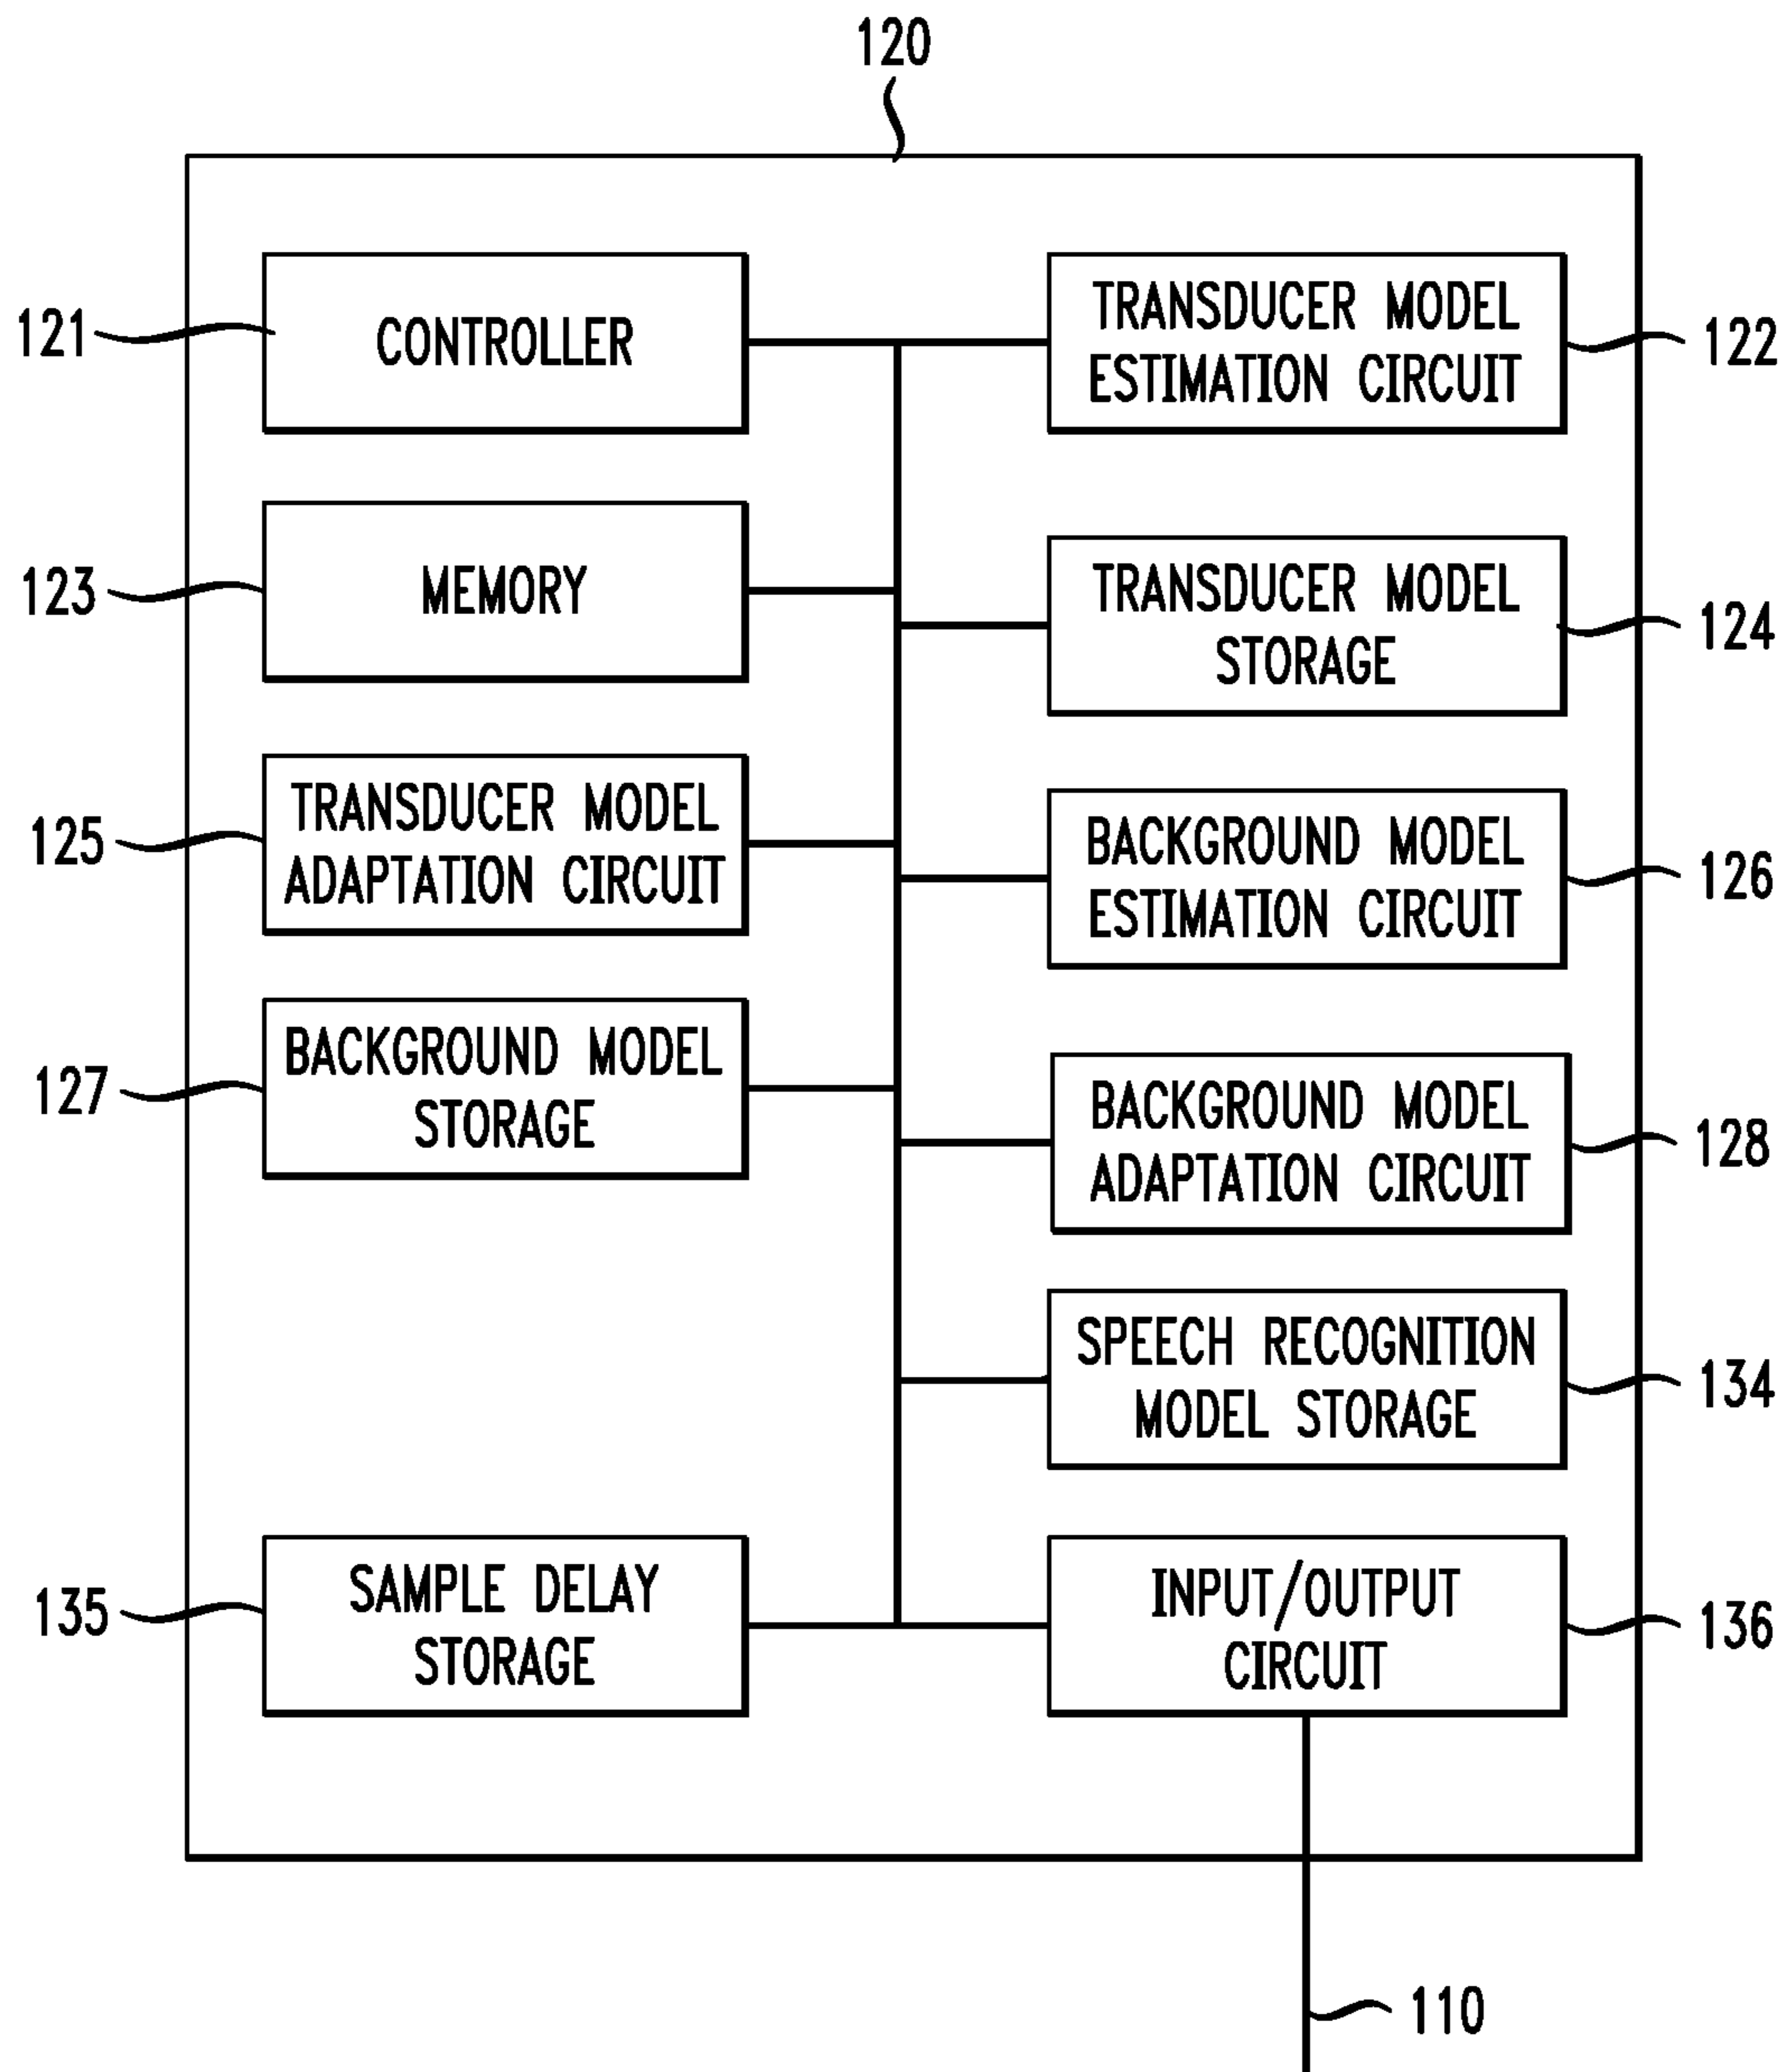 120
121
CONTROLLER
TRANSDUCER MODEL
ESTIMATION CIRCUIT
122
123
MEMORY
TRANSDUCER MODEL
STORAGE
124
125
TRANSDUCER MODEL
ADAPTATION CIRCUIT
BACKGROUND MODEL
ESTIMATION CIRCUIT
126
127
BACKGROUND MODEL
STORAGE
BACKGROUND MODEL
ADAPTATION CIRCUIT
128
SPEECH RECOGNITION
MODEL STORAGE
134
135
SAMPLE DELAY
STORAGE
INPUT/OUTPUT
CIRCUIT
136
110